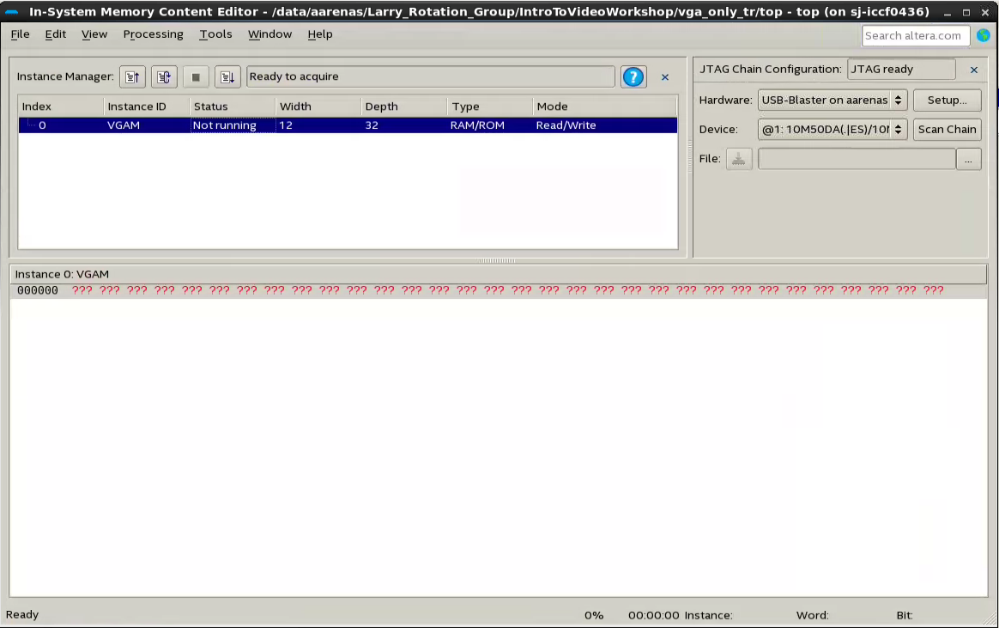 In-System Memory Content Editor - /data/aarenas/Larry_Rotation_Group/IntroToVideoWorkshop/vga_only_tr/top - top (on sj-iccf0436)
File Edit View Processing Tools Window Help
Search altera.com
Instance Manager: Ready to acquire
Index Instance ID Status Width Depth Type Mode
0 VGAM Not running 12 32 RAM/ROM Read/Write
JTAG Chain Configuration: JTAG ready
Hardware: USB-Blaster on aarenas Setup...
Device: @1: 10M50DA(.|ES)/10M Scan Chain
File: ...
Instance 0: VGAM
000000 ??? ??? ??? ??? ??? ??? ??? ??? ??? ??? ??? ??? ??? ??? ??? ??? ??? ??? ??? ??? ??? ??? ??? ??? ??? ??? ??? ??? ??? ??? ??? ???
Ready 0% 00:00:00 Instance: Word: Bit: